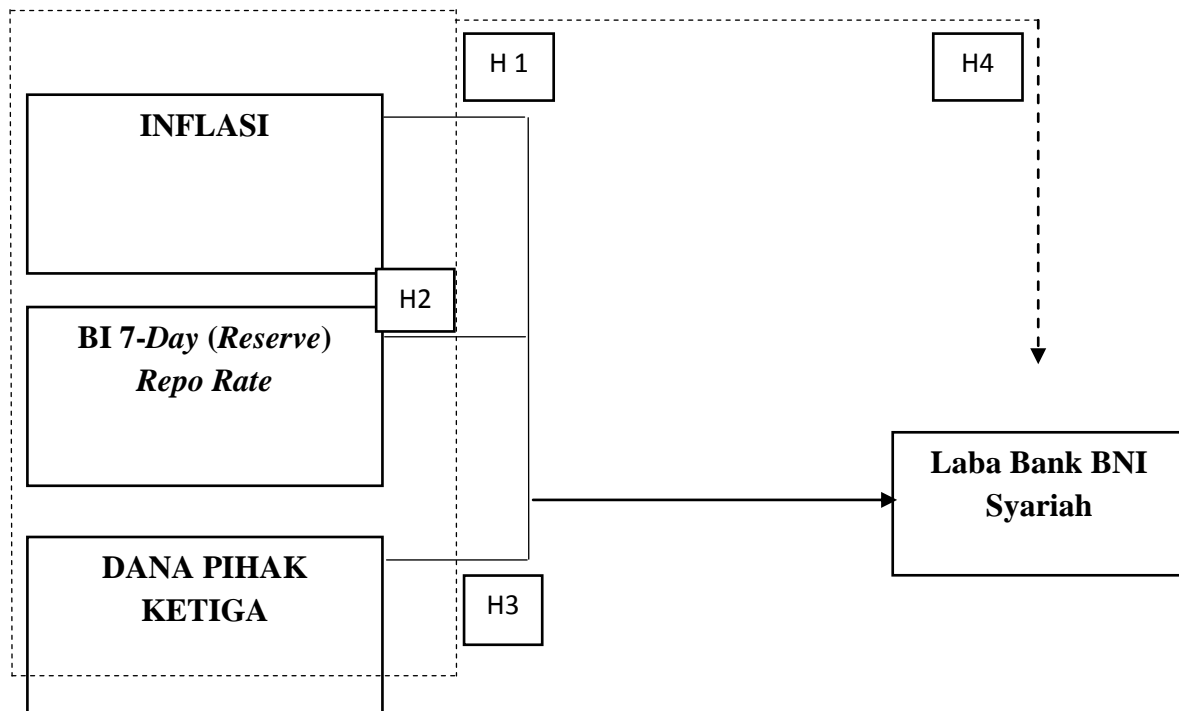 H 1
H4
INFLASI
H2
BI 7-Day (Reserve)
Repo Rate
Laba Bank BNI
Syariah
DANA PIHAK
KETIGA
H3